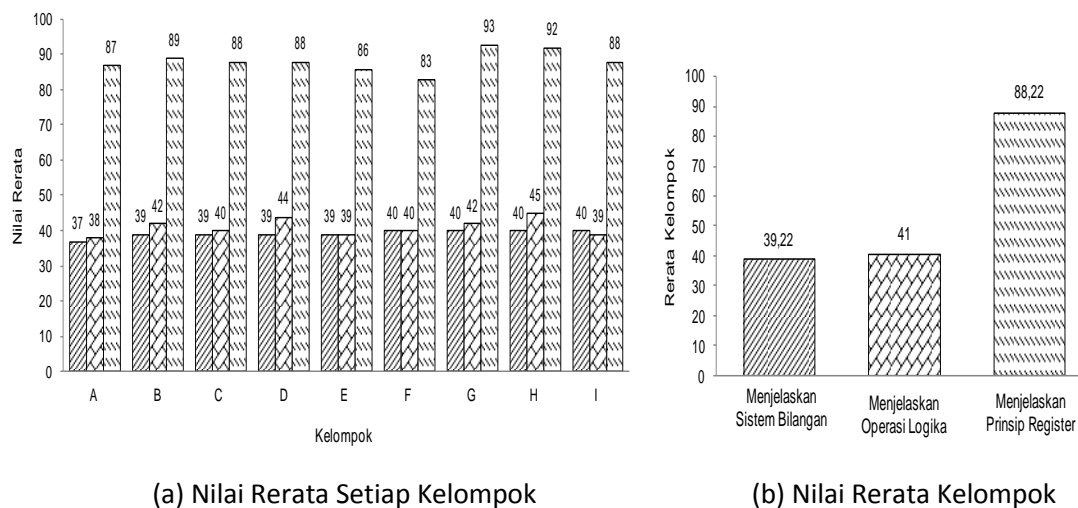 100
90
80
70
60
50
40
30
20
10
0
Nilai Rerata
37 38 87
39 42 89
39 40 88
39 44 88
39 39 86
40 40 83
40 42 93
40 45 92
40 39 88
A B C D E F G H I
Kelompok
(a) Nilai Rerata Setiap Kelompok
100
90
80
70
60
50
40
30
20
10
0
Rerata Kelompok
39,22
41
88,22
Menjelaskan
Sistem Bilangan
Menjelaskan
Operasi Logika
Menjelaskan
Prinsip Register
(b) Nilai Rerata Kelompok